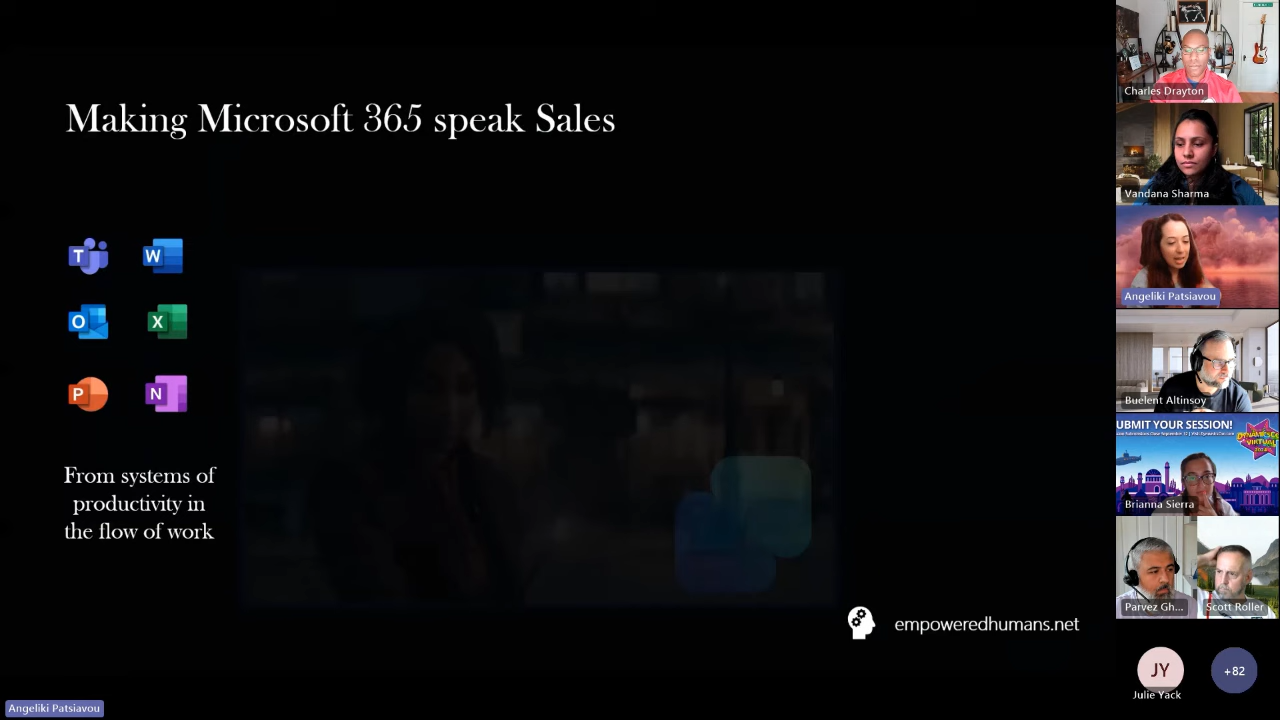 Making Microsoft 365 speak Sales
T
W
O
X
P
N
From systems of
productivity in
the flow of work
empoweredhumans.net
Angeliki Patsiavou
Charles Drayton
Vandana Sharma
Angeliki Patsiavou
Buelent Altinsoy
UBMIT YOUR SESSION!
Brianna Sierra
Parvez Gh...
Scott Roller
JY
Julie Yack
+82